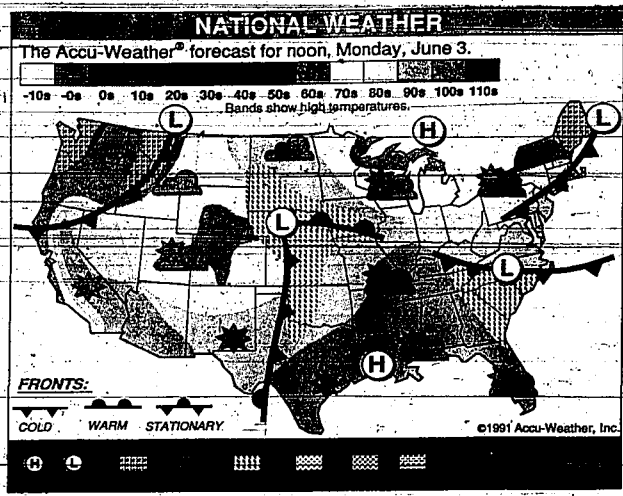 NATIONAL WEATHER
The Accu-Weather® forecast for noon, Monday, June 3.
-10s -0s 0s 10s 20s 30s 40s 50s 60s 70s 80s 90s 100s 110s
Bands show high temperatures.
L
H
L
L
L
H
FRONTS:
COLD WARM STATIONARY
©1991 Accu-Weather, Inc.
H L